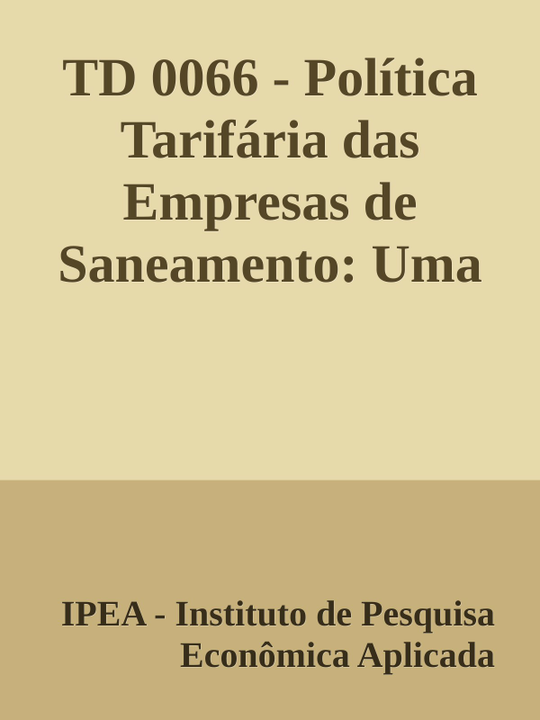 TD 0066 - Política
Tarifária das
Empresas de
Saneamento: Uma
IPEA - Instituto de Pesquisa
Econômica Aplicada